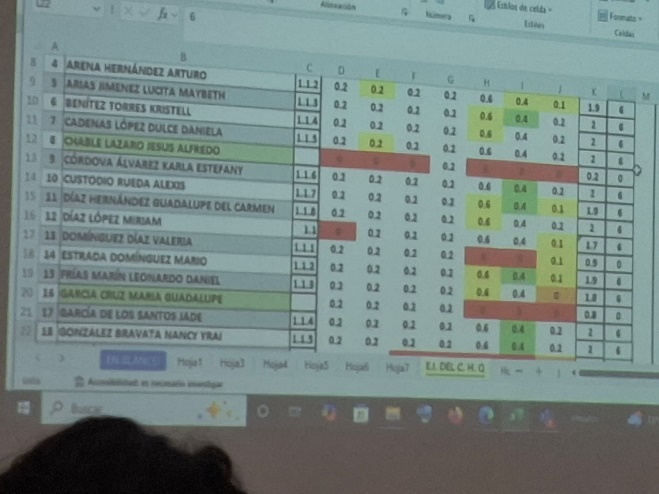 L22 fx 6
Alineación Número Estilos de celda Estilos Formato Celdas
A B C D E F G H I J K L M
8 4 ARENA HERNÁNDEZ ARTURO
9 5 ARIAS JIMENEZ LUCITA MAYBETH 1.1.2 0.2 0.2 0.2 0.2 0.6 0.4 0.1 1.9 6
10 6 BENÍTEZ TORRES KRISTELL 1.1.3 0.2 0.2 0.2 0.2 0.6 0.4 0.2 2 6
11 7 CADENAS LÓPEZ DULCE DANIELA 1.1.4 0.2 0.2 0.2 0.2 0.6 0.4 0.2 2 6
12 8 CHABLE LAZARO JESUS ALFREDO 1.1.5 0.2 0.2 0.2 0.2 0.6 0.4 0.2 2 6
13 9 CÓRDOVA ÁLVAREZ KARLA ESTEFANY 0.2 0.2 0
14 10 CUSTODIO RUEDA ALEXIS 1.1.6 0.2 0.2 0.2 0.2 0.6 0.4 0.2 2 6
15 11 DÍAZ HERNÁNDEZ GUADALUPE DEL CARMEN 1.1.7 0.2 0.2 0.2 0.2 0.6 0.4 0.1 1.9 6
16 12 DÍAZ LÓPEZ MIRIAM 1.1.8 0.2 0.2 0.2 0.2 0.6 0.4 0.2 2 6
17 13 DOMÍNGUEZ DÍAZ VALERIA 1.1 0.2 0.2 0.2 0.6 0.4 0.1 1.7 6
18 14 ESTRADA DOMÍNGUEZ MARIO 1.1.1 0.2 0.2 0.2 0.2 0.1 0.9 0
19 15 FRÍAS MARÍN LEONARDO DANIEL 1.1.2 0.2 0.2 0.2 0.2 0.6 0.4 0.1 1.9 6
20 16 GARCIA CRUZ MARIA GUADALUPE 1.1.3 0.2 0.2 0.2 0.2 0.6 0.4 0 1.8 6
21 17 GARCÍA DE LOS SANTOS JADE 0.2 0.2 0.2 0.2 0.8 0
22 18 GONZALEZ BRAVATA NANCY YRAI 1.1.4 0.2 0.2 0.2 0.2 0.6 0.4 0.2 2 6
1.1.5 0.2 0.2 0.2 0.2 0.6 0.4 0.2 2 6
EN BLANCO Hoja1 Hoja3 Hoja4 Hoja5 Hoja6 Hoja7 E.I. DEL C. H. O
Accesibilidad: es necesario investigar
Buscar